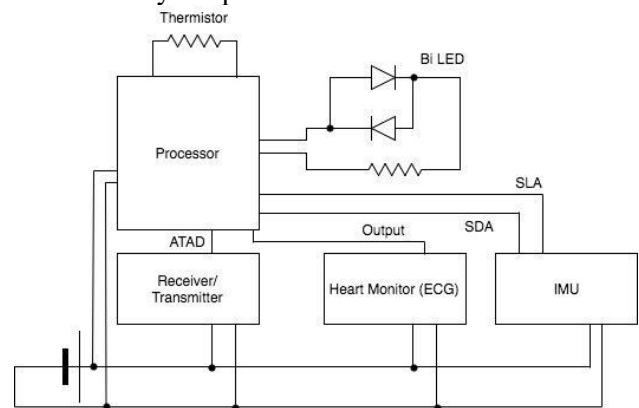 Thermistor
Bi LED
Processor
SLA
SDA
ATAD
Output
Receiver/
Transmitter
Heart Monitor (ECG)
IMU